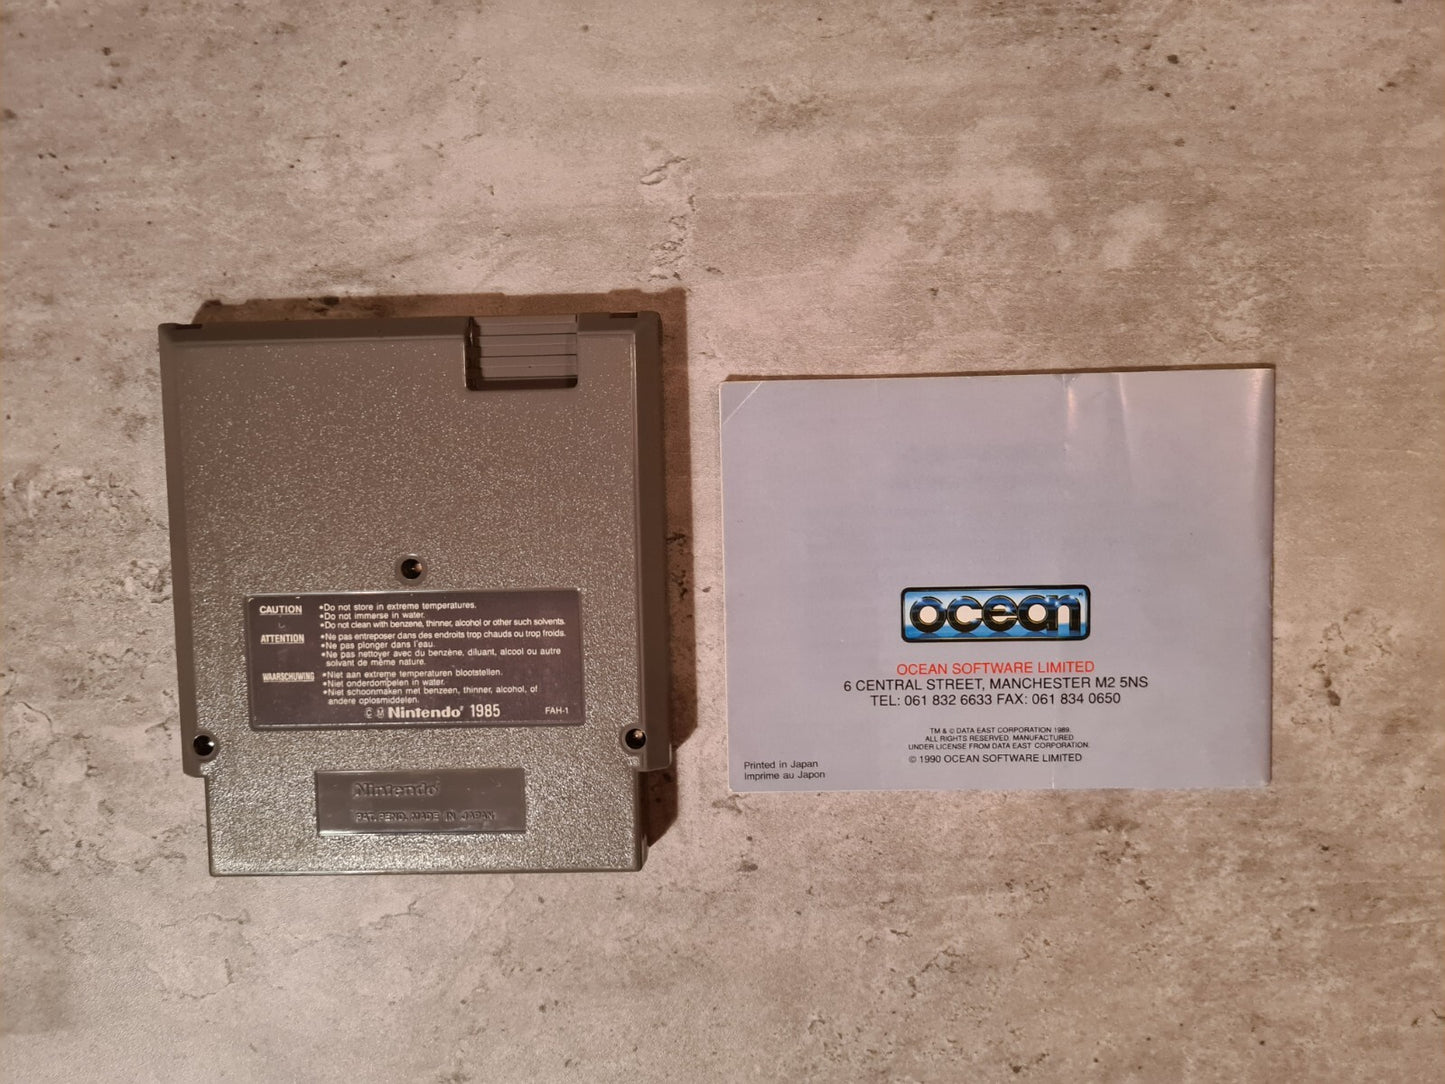 CAUTION
•Do not store in extreme temperatures.
•Do not immerse in water.
•Do not clean with benzene, thinner, alcohol or other such solvents.
ATTENTION
•Ne pas entreposer dans des endroits trop chauds ou trop froids.
•Ne pas plonger dans l'eau.
•Ne pas nettoyer avec du benzène, diluant, alcool ou autre
solvant de même nature.
WAARSCHUWING
•Niet aan extreme temperaturen blootstellen.
•Niet onderdompelen in water.
•Niet schoonmaken met benzeen, thinner, alcohol, of
andere oplosmiddelen.
© M Nintendo® 1985
FAH-1
Nintendo®
PAT. PEND. MADE IN JAPAN
ocean®
OCEAN SOFTWARE LIMITED
6 CENTRAL STREET, MANCHESTER M2 5NS
TEL: 061 832 6633 FAX: 061 834 0650
TM & © DATA EAST CORPORATION 1989.
ALL RIGHTS RESERVED. MANUFACTURED
UNDER LICENSE FROM DATA EAST CORPORATION.
© 1990 OCEAN SOFTWARE LIMITED
Printed in Japan
Imprime au Japon